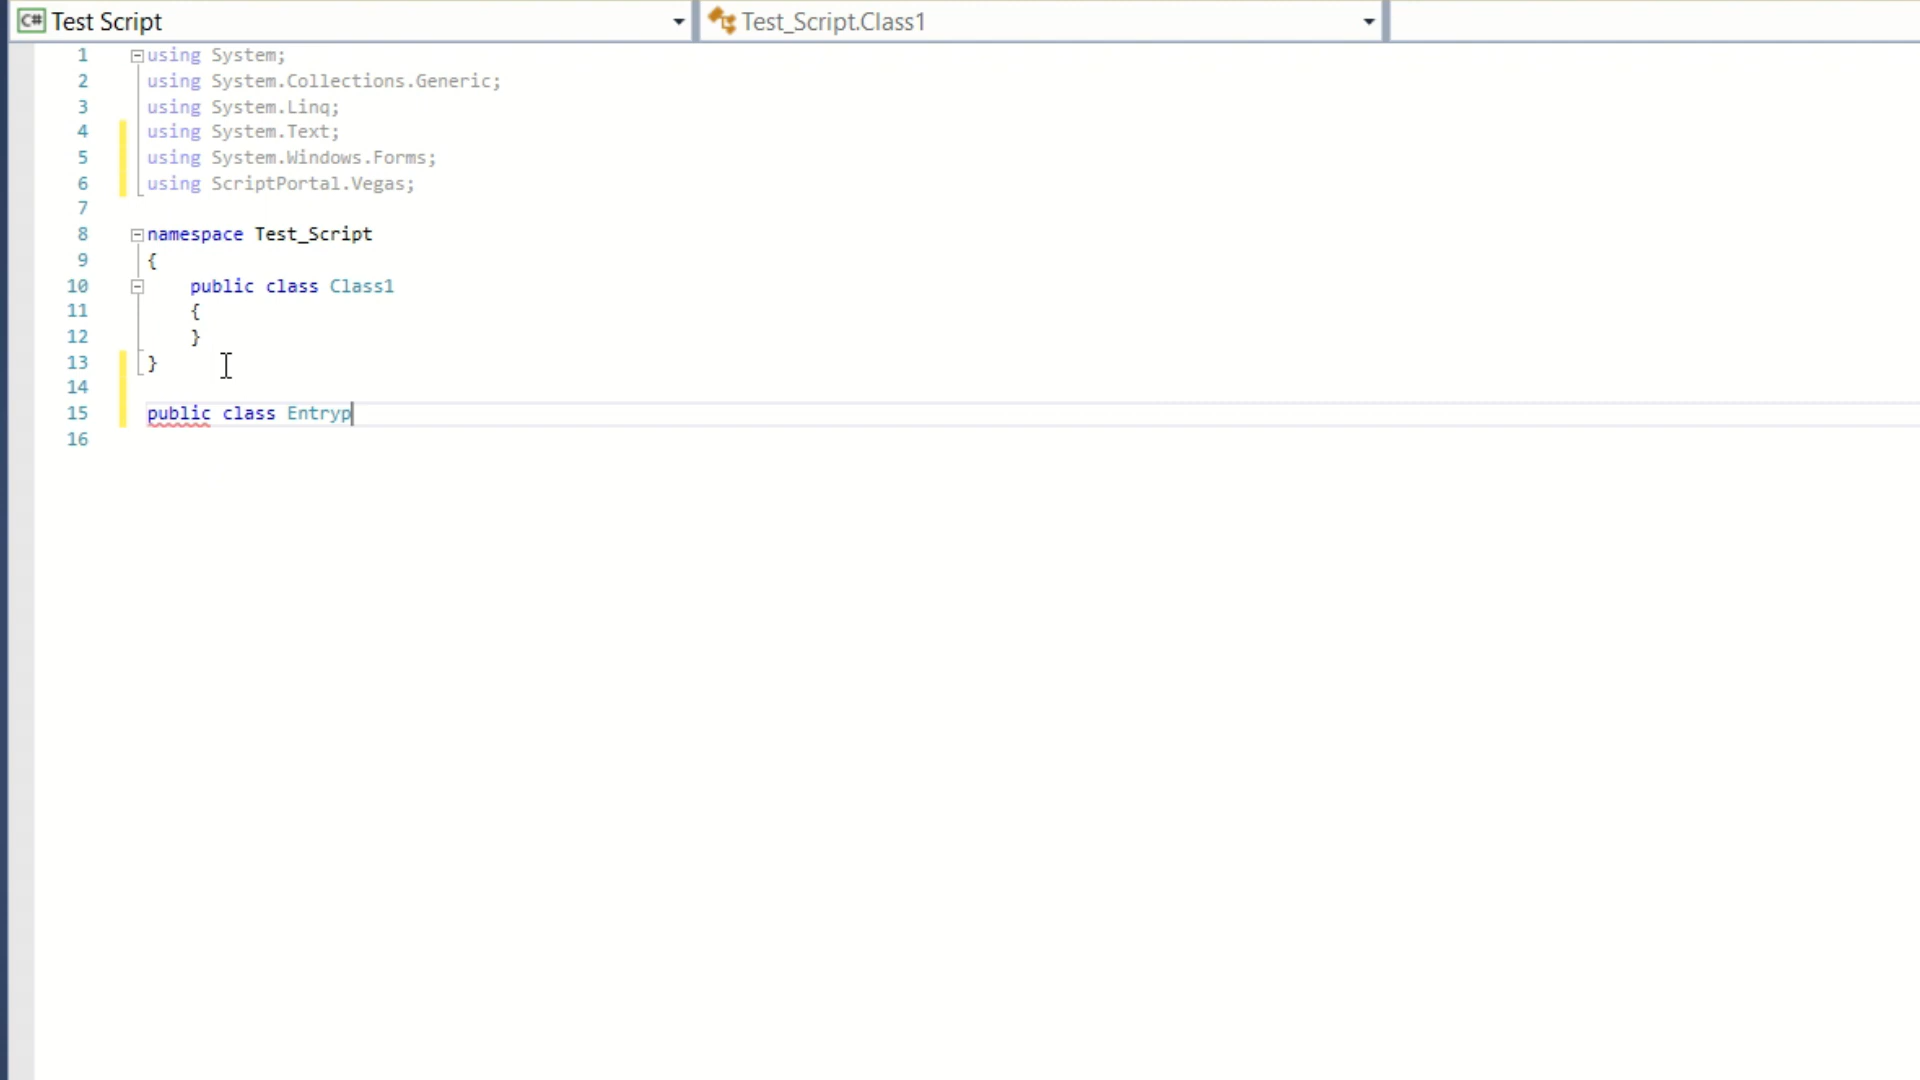 C# Test Script
Test_Script.Class1
1 using System;
2 using System.Collections.Generic;
3 using System.Linq;
4 using System.Text;
5 using System.Windows.Forms;
6 using ScriptPortal.Vegas;
7
8 namespace Test_Script
9 {
10 public class Class1
11 {
12 }
13 }
14
15 public class Entryp
16